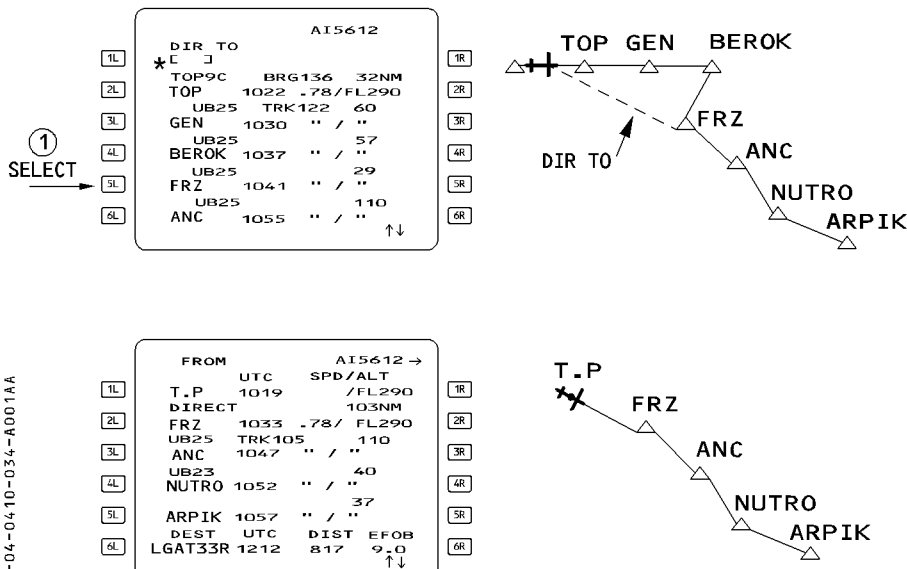 AI5612
DIR TO
*[ ]
TOP9C BRG136 32NM
TOP 1022 .78/FL290
UB25 TRK122 60
GEN 1030 " / "
UB25 57
BEROK 1037 " / "
UB25 29
FRZ 1041 " / "
UB25 110
ANC 1055 " / "
↑↓
1L
2L
3L
4L
5L
6L
1R
2R
3R
4R
5R
6R
1
SELECT
TOP GEN BEROK
FRZ
DIR TO
ANC
NUTRO
ARPIK
FROM AI5612→
UTC SPD/ALT
T.P 1019 /FL290
DIRECT 103NM
FRZ 1033 .78/ FL290
UB25 TRK105 110
ANC 1047 " / "
UB23 40
NUTRO 1052 " / "
37
ARPIK 1057 " / "
DEST UTC DIST EFOB
LGAT33R 1212 817 9.0
↑↓
1L
2L
3L
4L
5L
6L
1R
2R
3R
4R
5R
6R
T.P
FRZ
ANC
NUTRO
ARPIK
-04-0410-034-A001AA